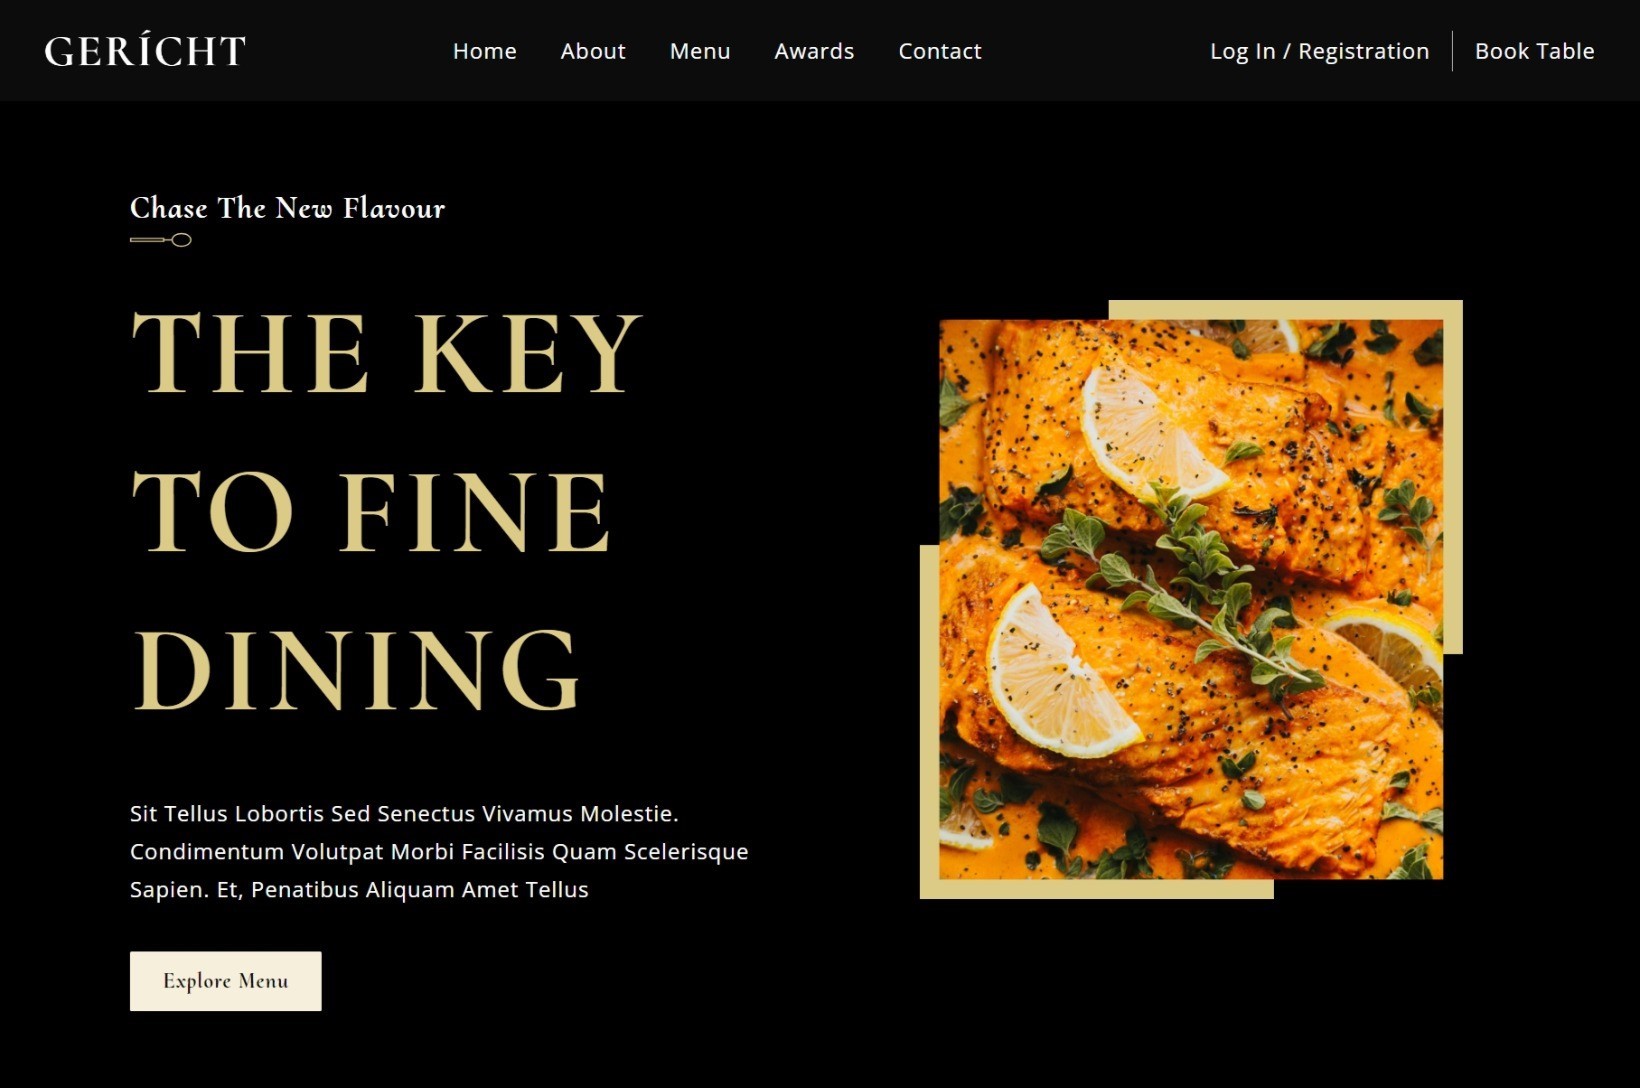 GERÍCHT
Home About Menu Awards Contact
Log In / Registration Book Table
Chase The New Flavour
THE KEY
TO FINE
DINING
Sit Tellus Lobortis Sed Senectus Vivamus Molestie.
Condimentum Volutpat Morbi Facilisis Quam Scelerisque
Sapien. Et, Penatibus Aliquam Amet Tellus
Explore Menu